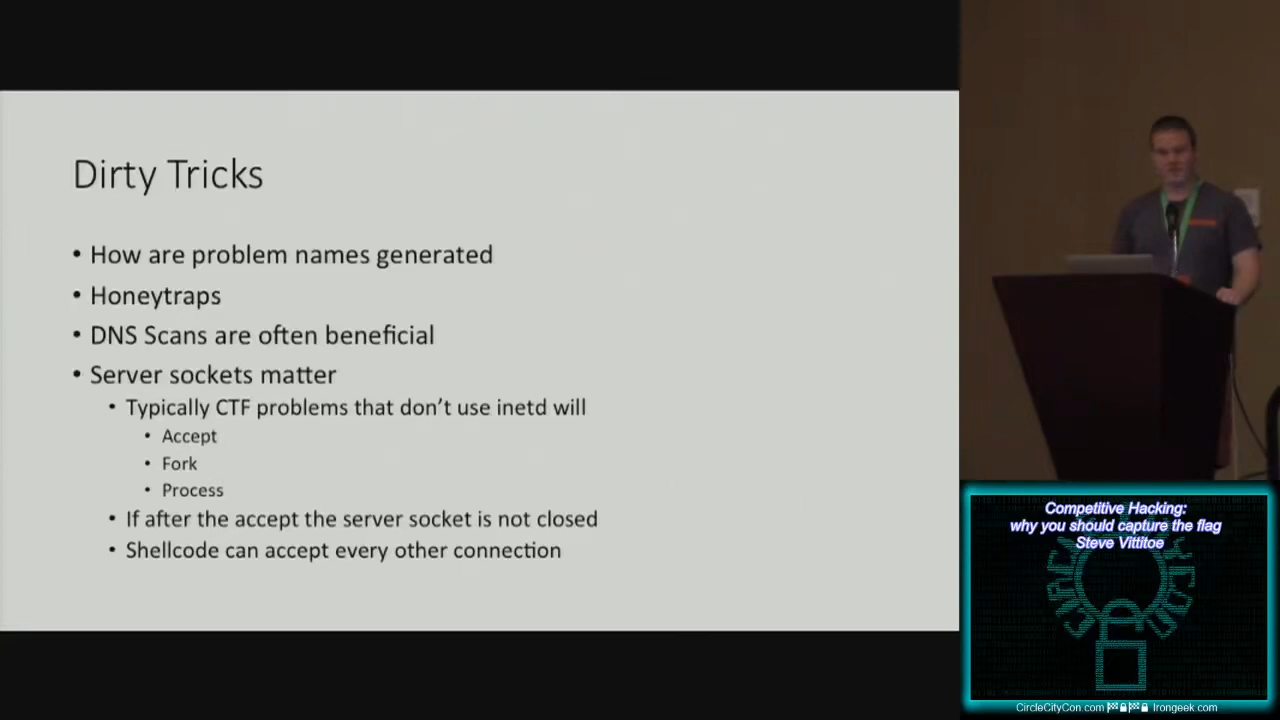 Dirty Tricks
• How are problem names generated
• Honeytraps
• DNS Scans are often beneficial
• Server sockets matter
• Typically CTF problems that don't use inetd will
• Accept
• Fork
• Process
• If after the accept the server socket is not closed
• Shellcode can accept every other connection
Competitive Hacking:
why you should capture the flag
Steve Vittitoe
CircleCityCon.com Irongeek.com